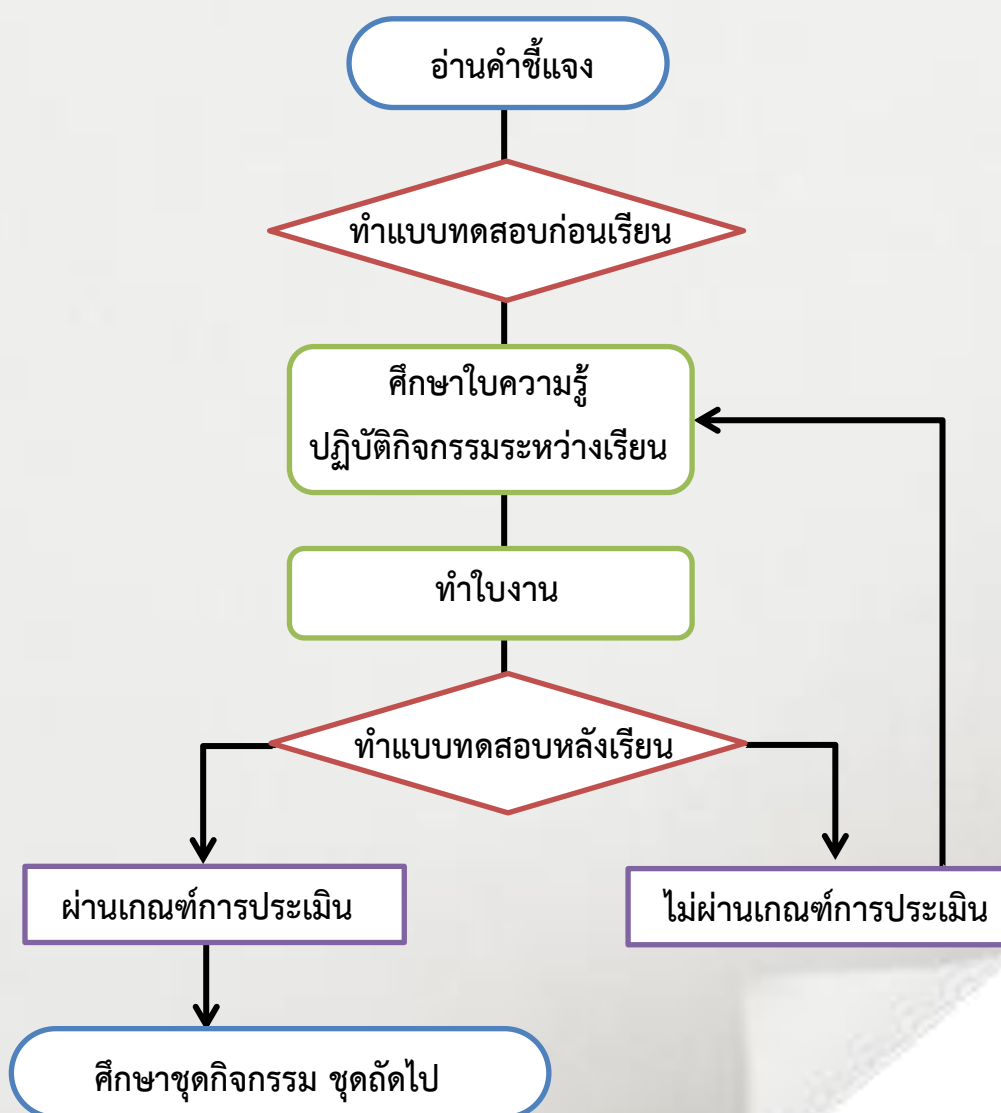 อ่านคำชี้แจง
ทำแบบทดสอบก่อนเรียน
ศึกษาใบความรู้
ปฏิบัติกิจกรรมระหว่างเรียน
ทำใบงาน
ทำแบบทดสอบหลังเรียน
ผ่านเกณฑ์การประเมิน
ไม่ผ่านเกณฑ์การประเมิน
ศึกษาชุดกิจกรรม ชุดถัดไป